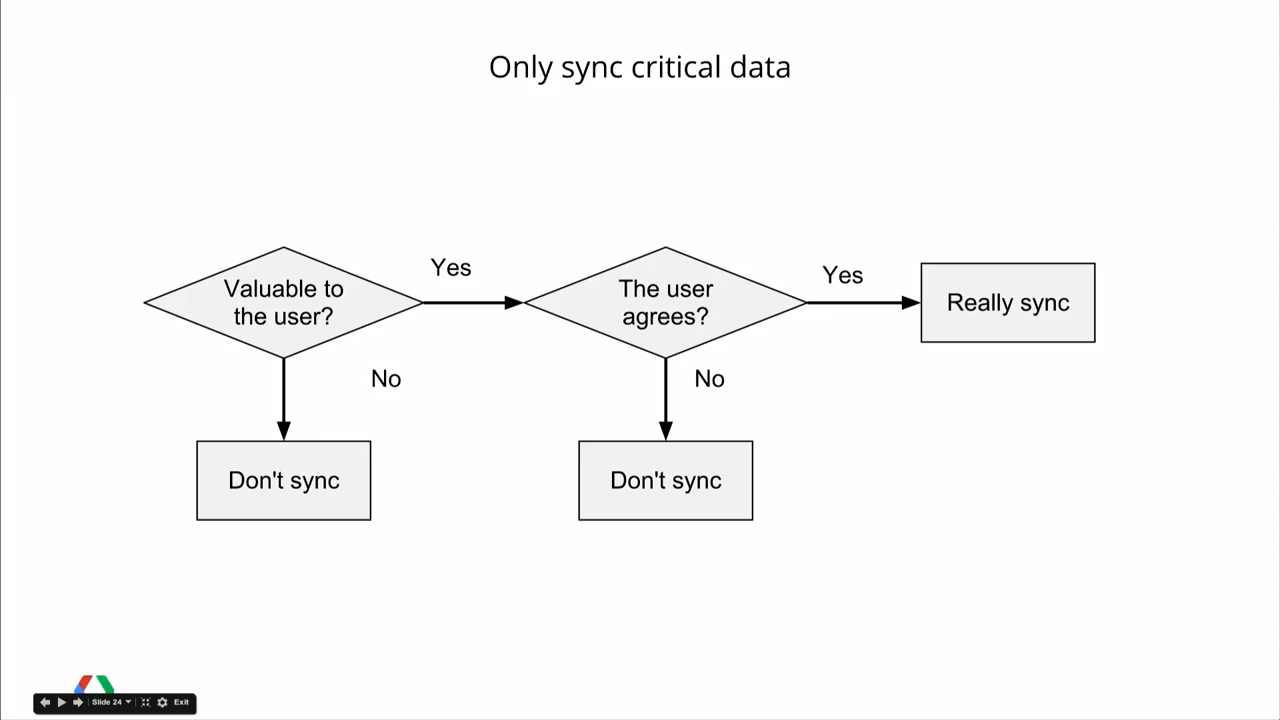 Only sync critical data
Yes
Valuable to
the user?
Yes
The user
agrees?
Really sync
No
No
Don't sync
Don't sync
Slide 24
Exit